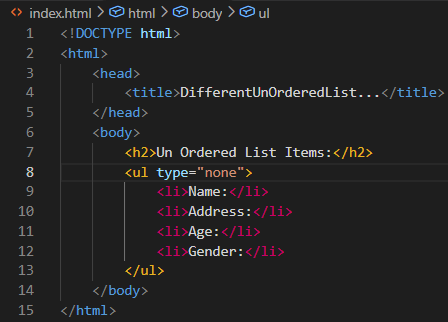 index.html > html > body > ul
1 <!DOCTYPE html>
2 <html>
3     <head>
4         <title>DifferentUnOrderedList...</title>
5     </head>
6     <body>
7         <h2>Un Ordered List Items:</h2>
8         <ul type="none">
9             <li>Name:</li>
10             <li>Address:</li>
11             <li>Age:</li>
12             <li>Gender:</li>
13         </ul>
14     </body>
15 </html>